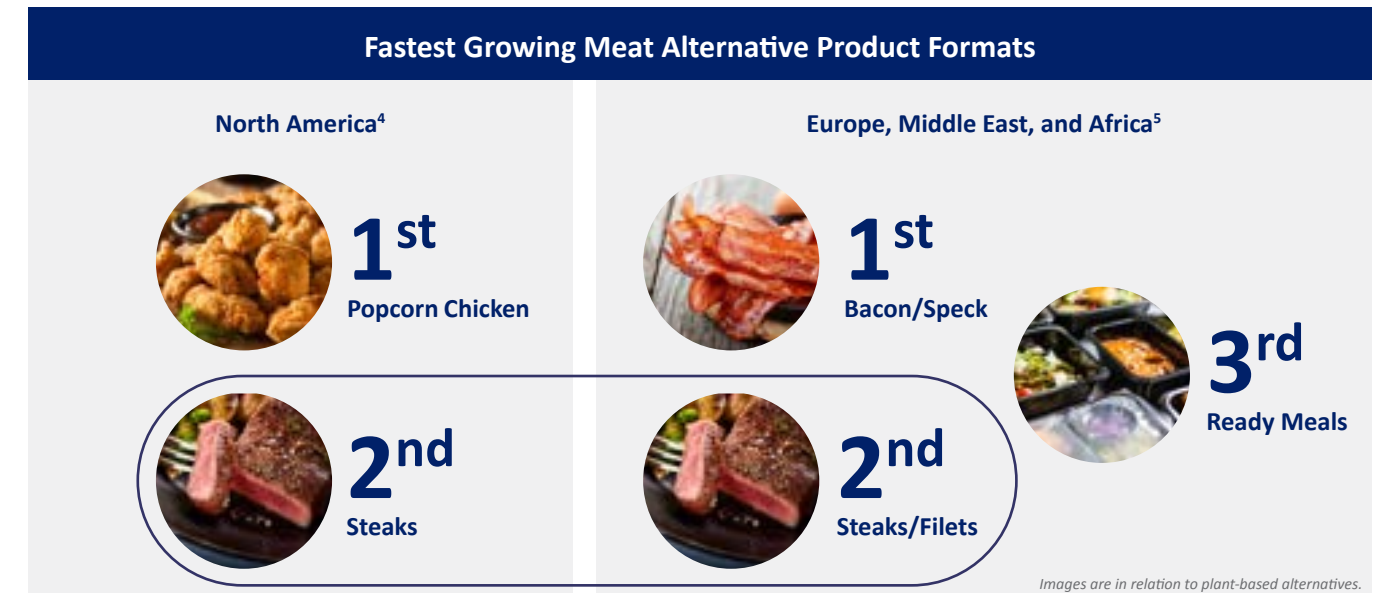 Fastest Growing Meat Alternative Product Formats
North America⁴
1st
Popcorn Chicken
2nd
Steaks
Europe, Middle East, and Africa⁵
1st
Bacon/Speck
2nd
Steaks/Filets
3rd
Ready Meals
Images are in relation to plant-based alternatives.